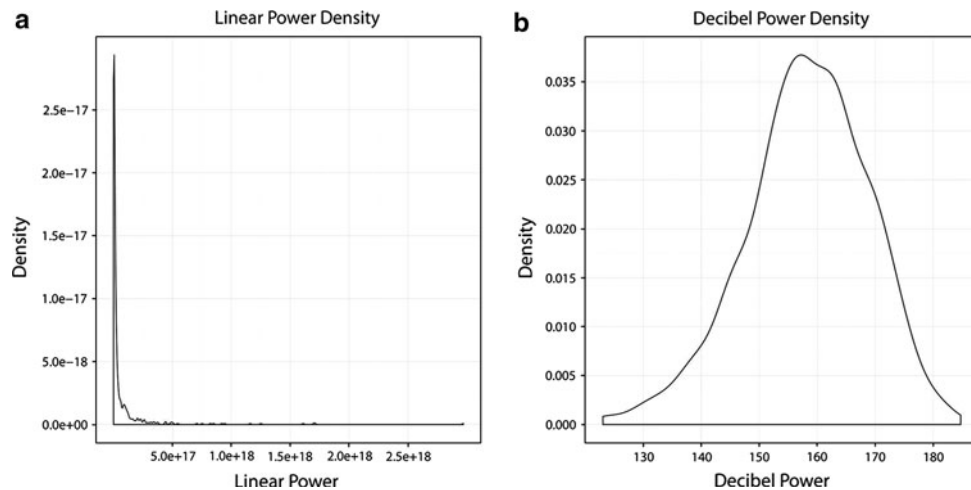 a
Linear Power Density
Density
2.5e−17
2.0e−17
1.5e−17
1.0e−17
5.0e−18
0.0e+00
5.0e+17
1.0e+18
2.0e+18
2.5e+18
Linear Power
b
Decibel Power Density
Density
0.035
0.030
0.025
0.020
0.015
0.010
0.005
0.000
130
140
150
160
170
180
Decibel Power